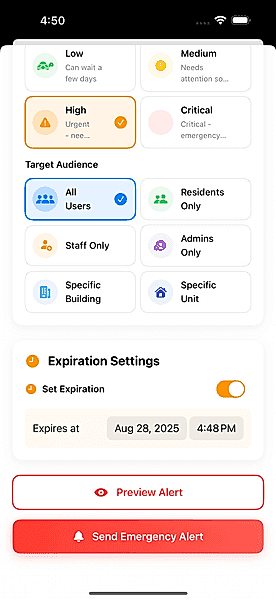 4:50
Low
Can wait a
few days
Medium
Needs
attention so...
High
Urgent
- nee...
Critical
Critical -
emergency...
Target Audience
All
Users
Residents
Only
Staff Only
Admins
Only
Specific
Building
Specific
Unit
Expiration Settings
Set Expiration
Expires at
Aug 28, 2025
4:48 PM
Preview Alert
Send Emergency Alert